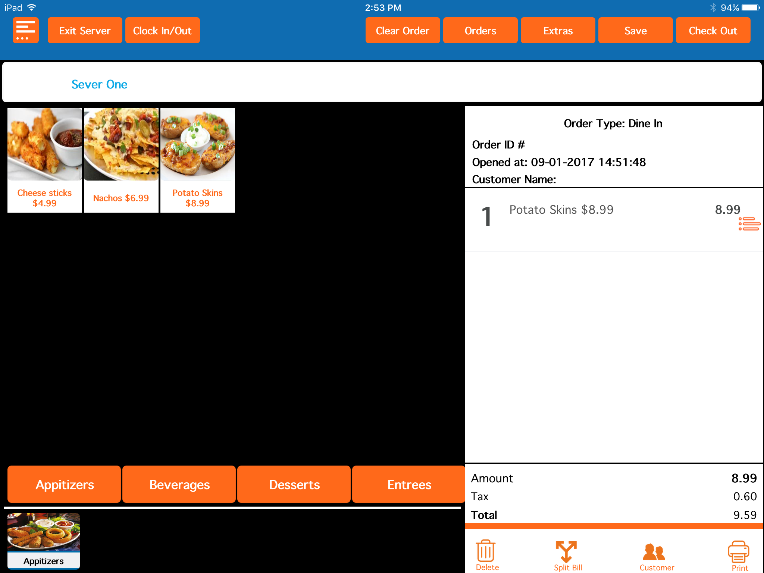 iPad 2:53 PM 94%
Exit Server Clock In/Out Clear Order Orders Extras Save Check Out
Sever One
Order Type: Dine In
Order ID #
Opened at: 09-01-2017 14:51:48
Customer Name:
Cheese sticks
$4.99
Nachos $6.99
Potato Skins
$8.99
1 Potato Skins $8.99 8.99
Appitizers Beverages Desserts Entrees
Amount 8.99
Tax 0.60
Total 9.59
Appitizers
Delete Split Bill Customer Print